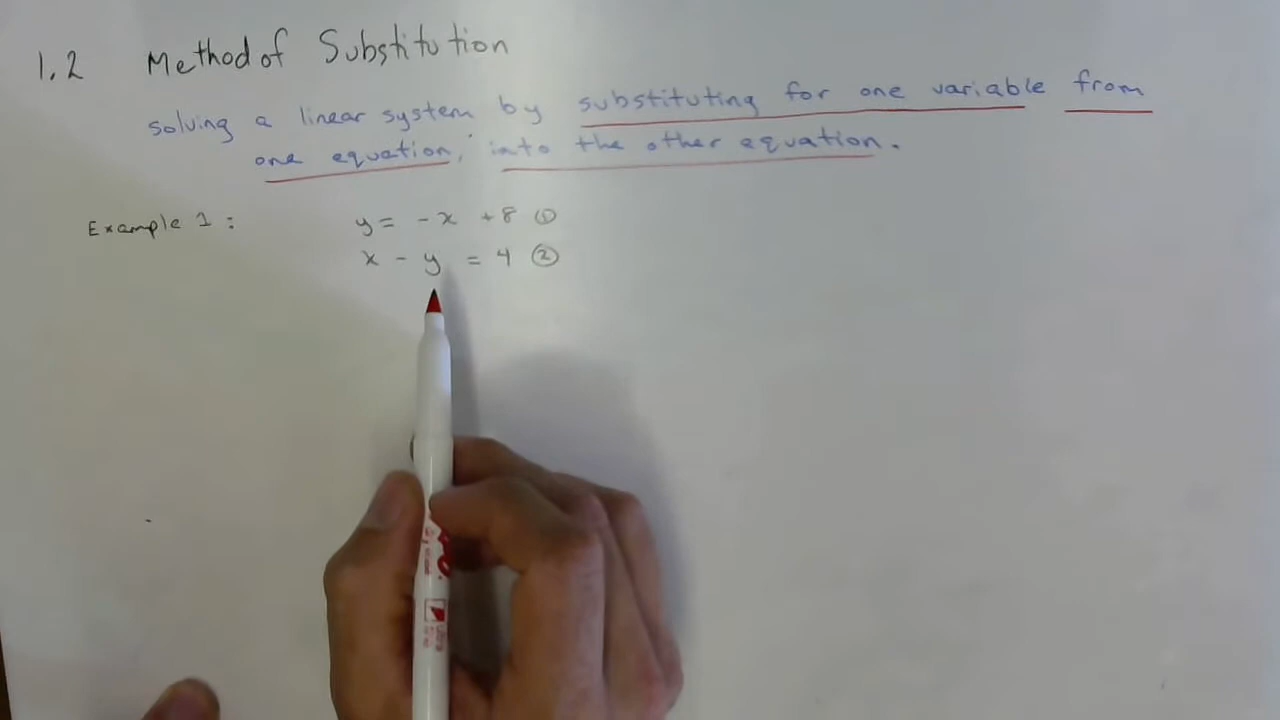 1.2 Method of Substitution
solving a linear system by substituting for one variable from
one equation, into the other equation.
Example 1: y = -x + 8 ①
x - y = 4 ②